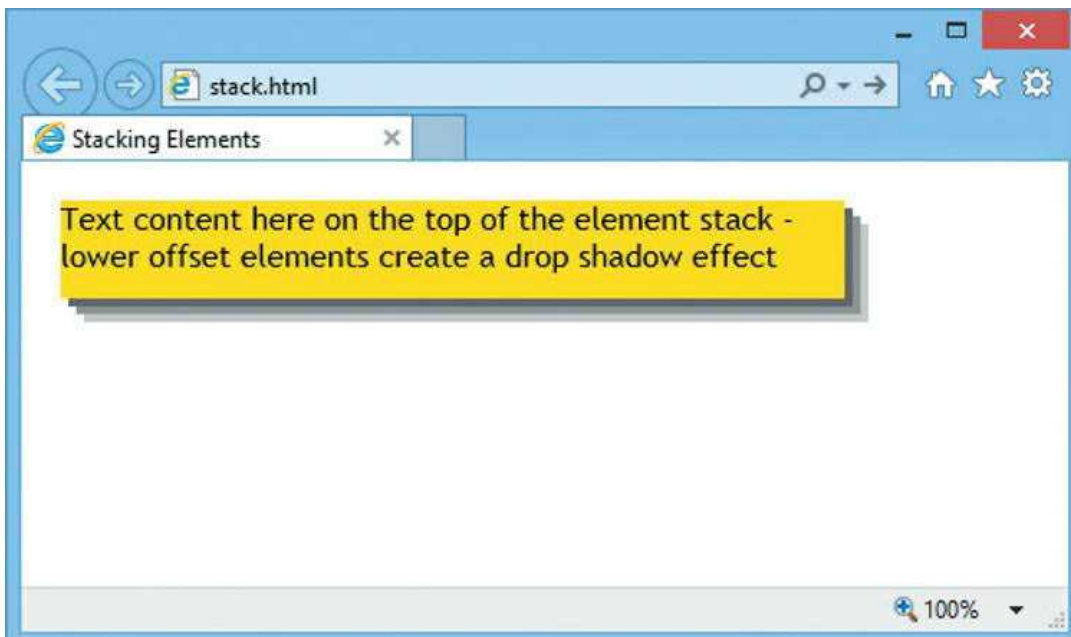 stack.html
Stacking Elements
Text content here on the top of the element stack -
lower offset elements create a drop shadow effect
100%